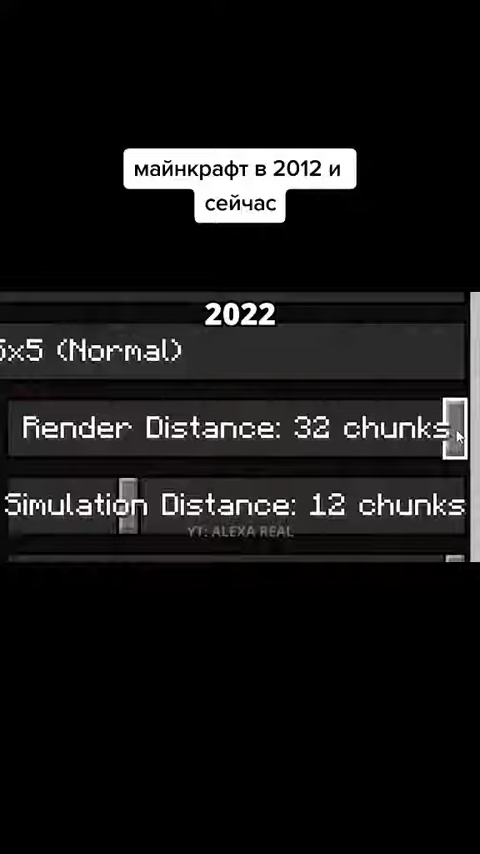 майнкрафт в 2012 и
сейчас
2022
5x5 (Normal)
Render Distance: 32 chunks
Simulation Distance: 12 chunks
YT: ALEXA REAL